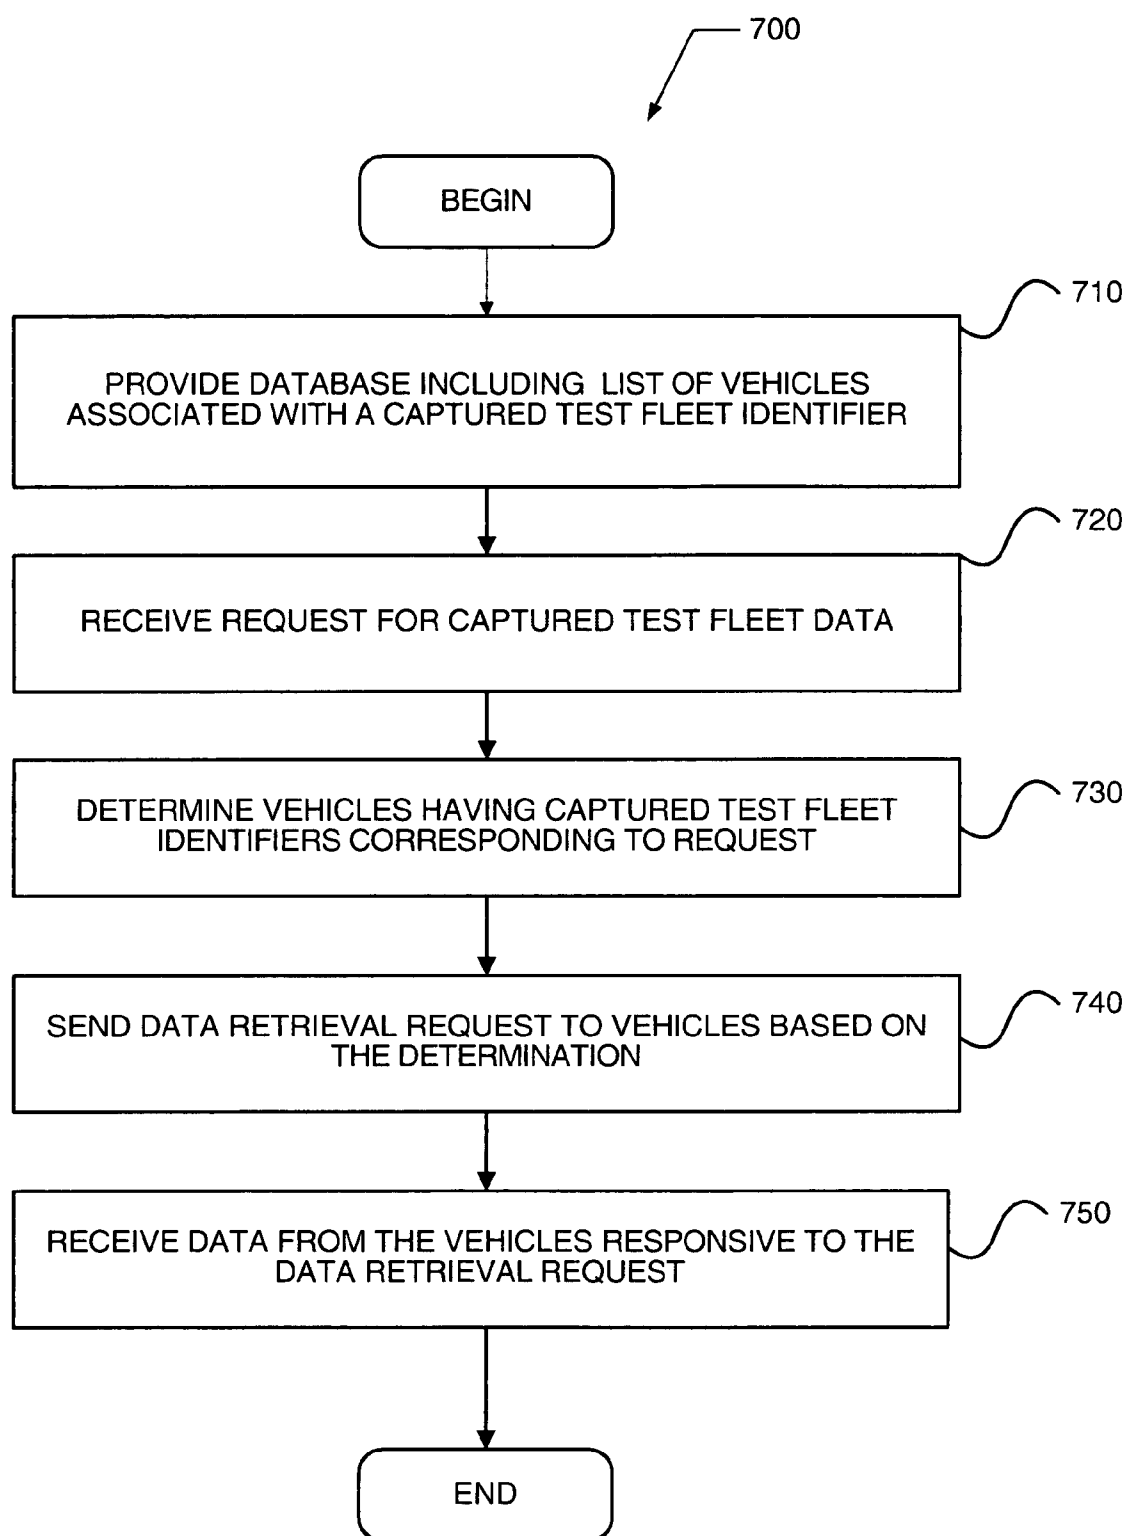 700
BEGIN
710
PROVIDE DATABASE INCLUDING LIST OF VEHICLES
ASSOCIATED WITH A CAPTURED TEST FLEET IDENTIFIER
720
RECEIVE REQUEST FOR CAPTURED TEST FLEET DATA
730
DETERMINE VEHICLES HAVING CAPTURED TEST FLEET
IDENTIFIERS CORRESPONDING TO REQUEST
740
SEND DATA RETRIEVAL REQUEST TO VEHICLES BASED ON
THE DETERMINATION
750
RECEIVE DATA FROM THE VEHICLES RESPONSIVE TO THE
DATA RETRIEVAL REQUEST
END